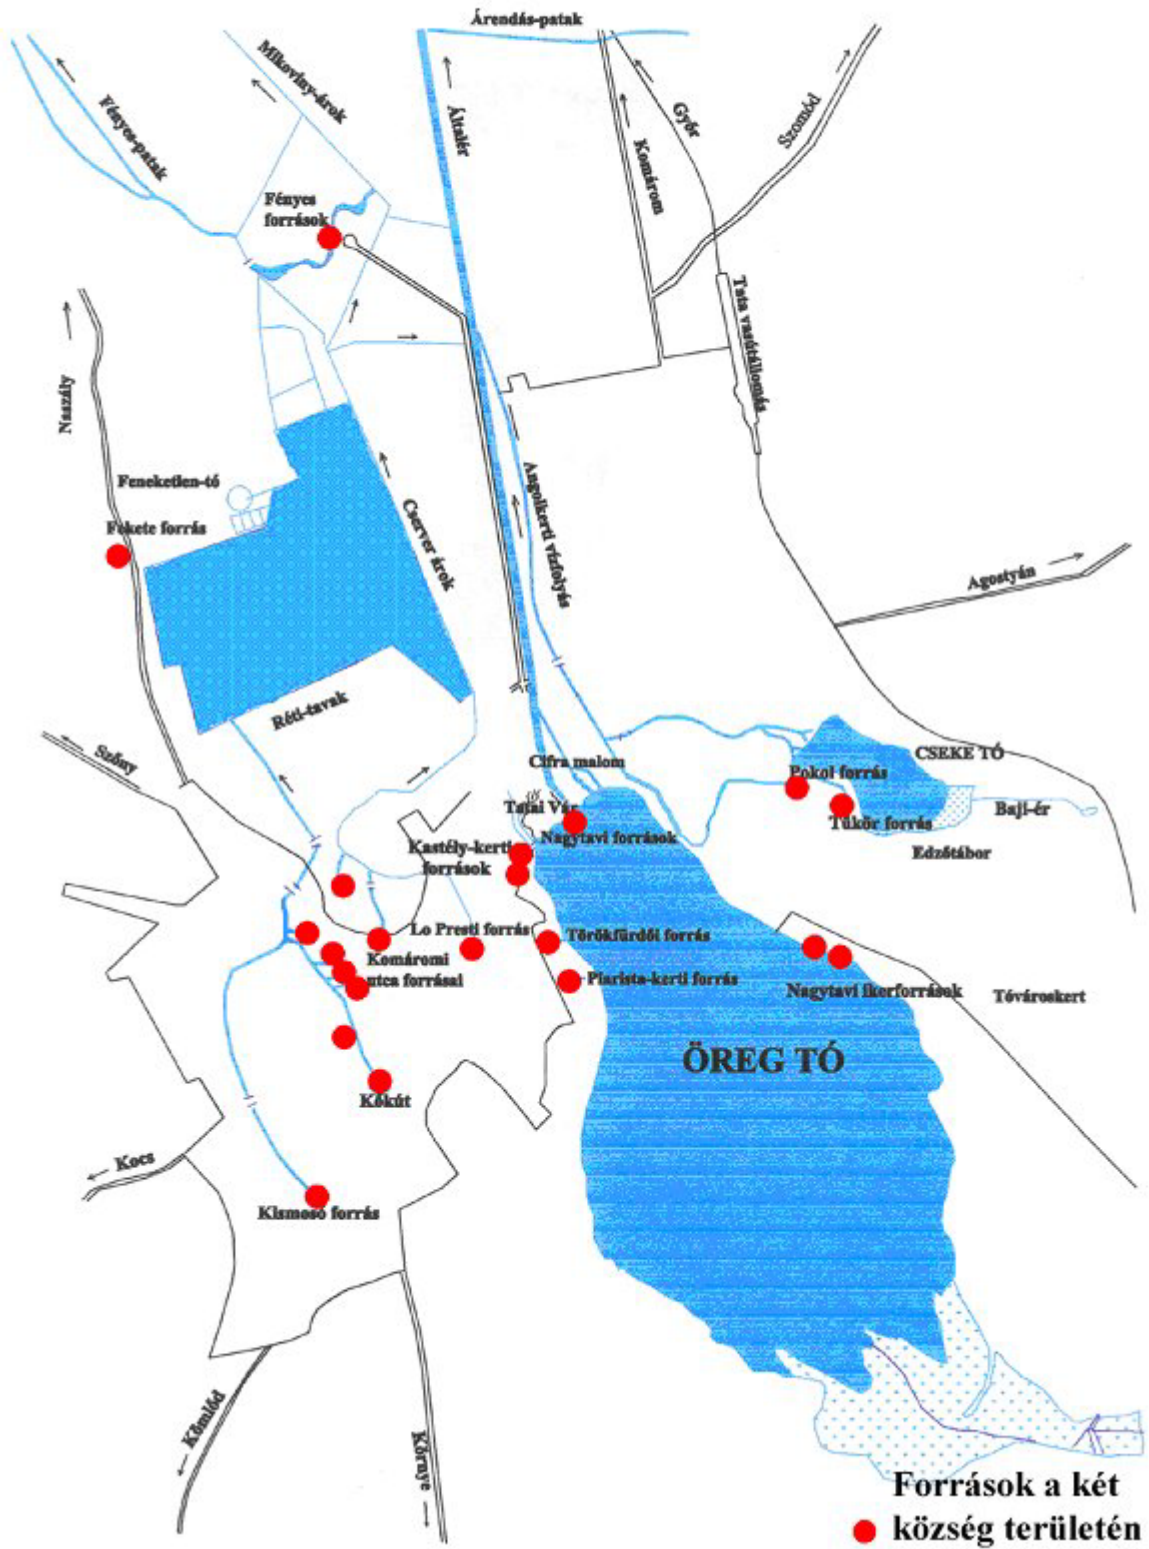 Árendás-patak
Mikoviny-árok
Fényes-patak
Általér
Győr
Szomód
Komárom
Fényes
források
Tata vasútállomás
Naszály
Feneketlen-tó
Fekete forrás
Cserver árok
Angolkerti vízfolyás
Agostyán
Réti-tavak
Szőny
Cifra malom
CSEKE TÓ
Pokol forrás
Tükör forrás
Baji-ér
Edzőtábor
Tatai Vár
Nagytavi források
Kastély-kerti
források
Lo Presti forrás
Törökfürdői forrás
Komáromi
utca forrásai
Piarista-kerti forrás
Nagytavi ikerforrások
Tóvároskert
ÖREG TÓ
Kőkút
Kocs
Kismosó forrás
Kömlőd
Környe
Források a két
község területén